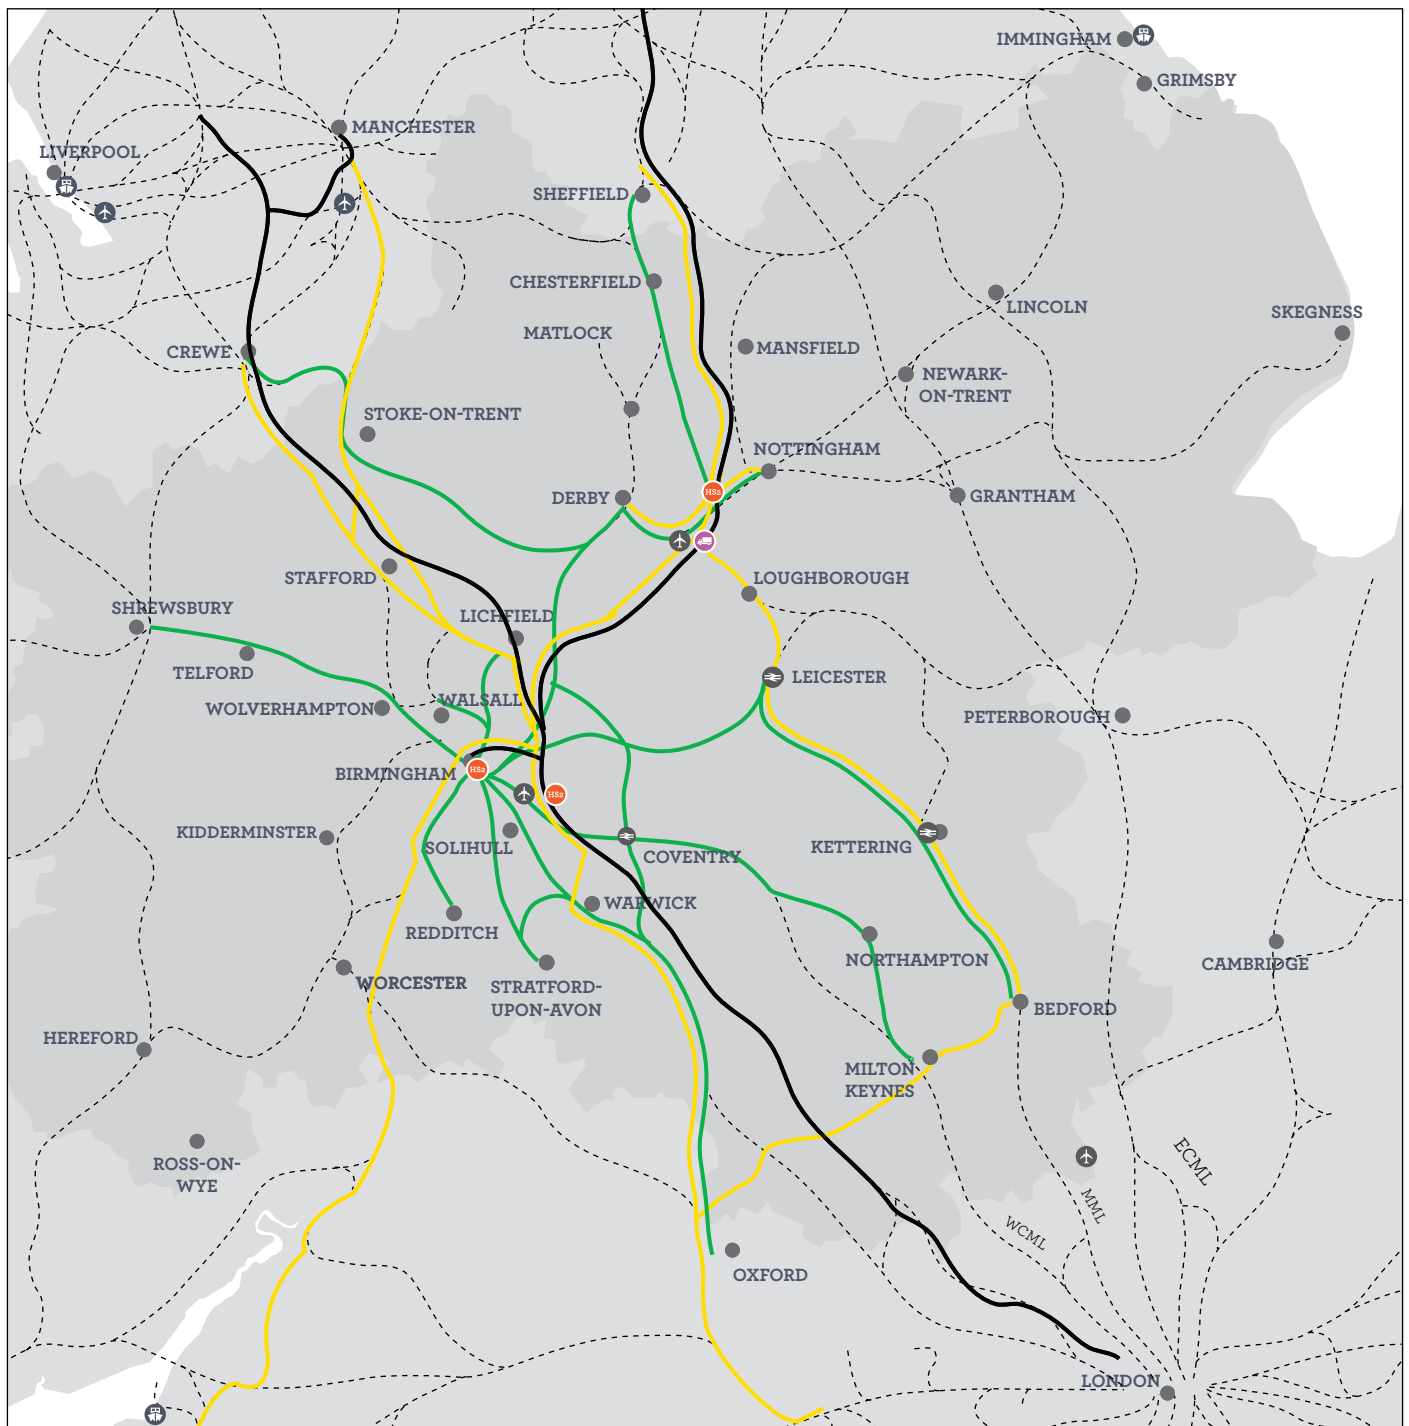 IMMINGHAM
GRIMSBY
MANCHESTER
LIVERPOOL
SHEFFIELD
CHESTERFIELD
LINCOLN
SKEGNESS
MATLOCK
MANSFIELD
CREWE
NEWARK-
ON-TRENT
STOKE-ON-TRENT
NOTTINGHAM
HS2
DERBY
GRANTHAM
STAFFORD
LOUGHBOROUGH
SHREWSBURY
LICHFIELD
TELFORD
LEICESTER
WALSALL
WOLVERHAMPTON
PETERBOROUGH
BIRMINGHAM
HS2
HS2
KIDDERMINSTER
SOLIHULL
COVENTRY
KETTERING
WARWICK
REDDITCH
NORTHAMPTON
CAMBRIDGE
WORCESTER
STRATFORD-
UPON-AVON
BEDFORD
HEREFORD
MILTON
KEYNES
ROSS-ON-
WYE
ECML
MML
WCML
OXFORD
LONDON